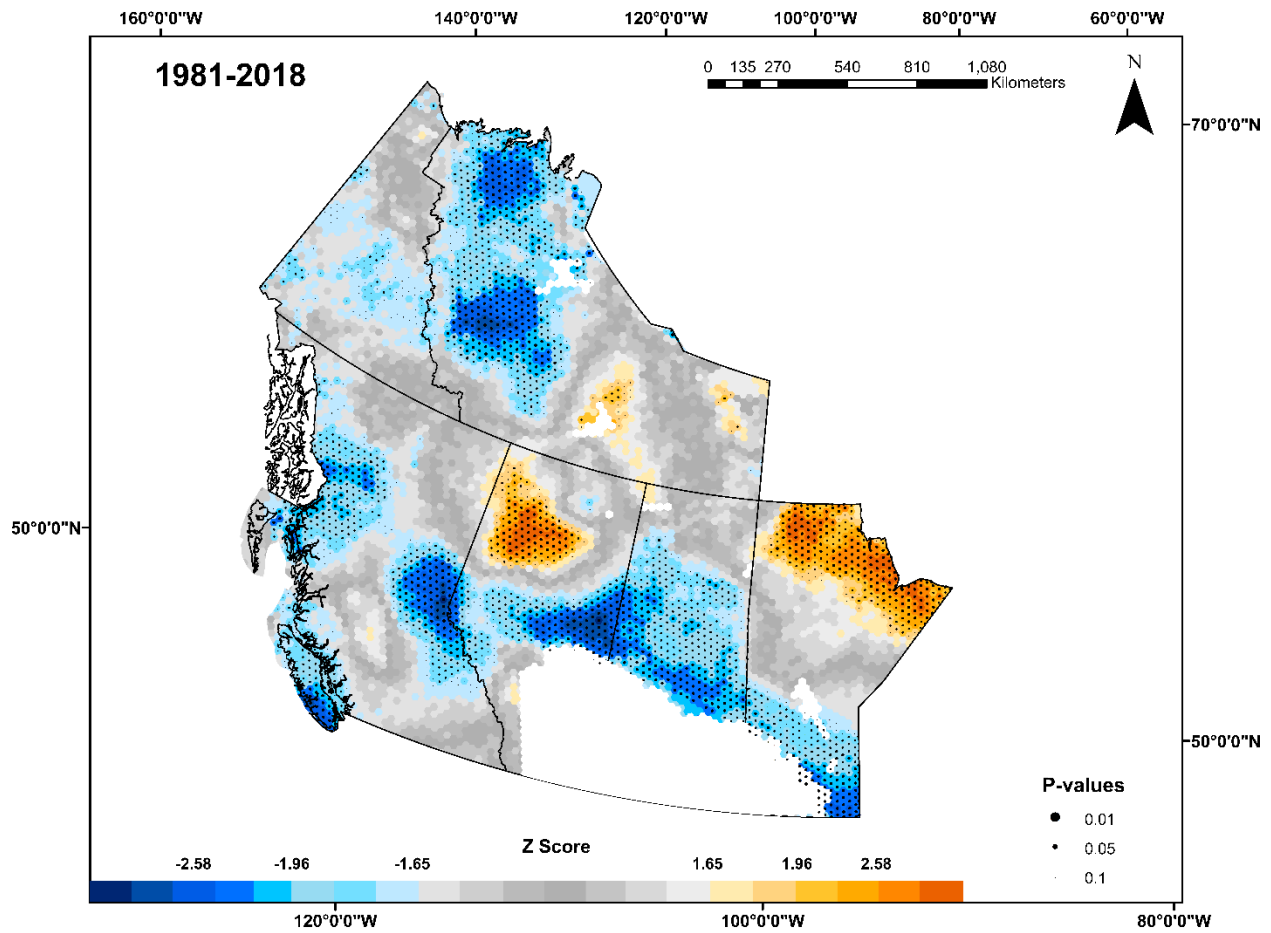 160°0'0"W 140°0'0"W 120°0'0"W 100°0'0"W 80°0'0"W 60°0'0"W
1981-2018
0 135 270 540 810 1,080
Kilometers
N
70°0'0"N
50°0'0"N
50°0'0"N
P-values
0.01
0.05
0.1
Z Score
-2.58 -1.96 -1.65 1.65 1.96 2.58
120°0'0"W 100°0'0"W 80°0'0"W